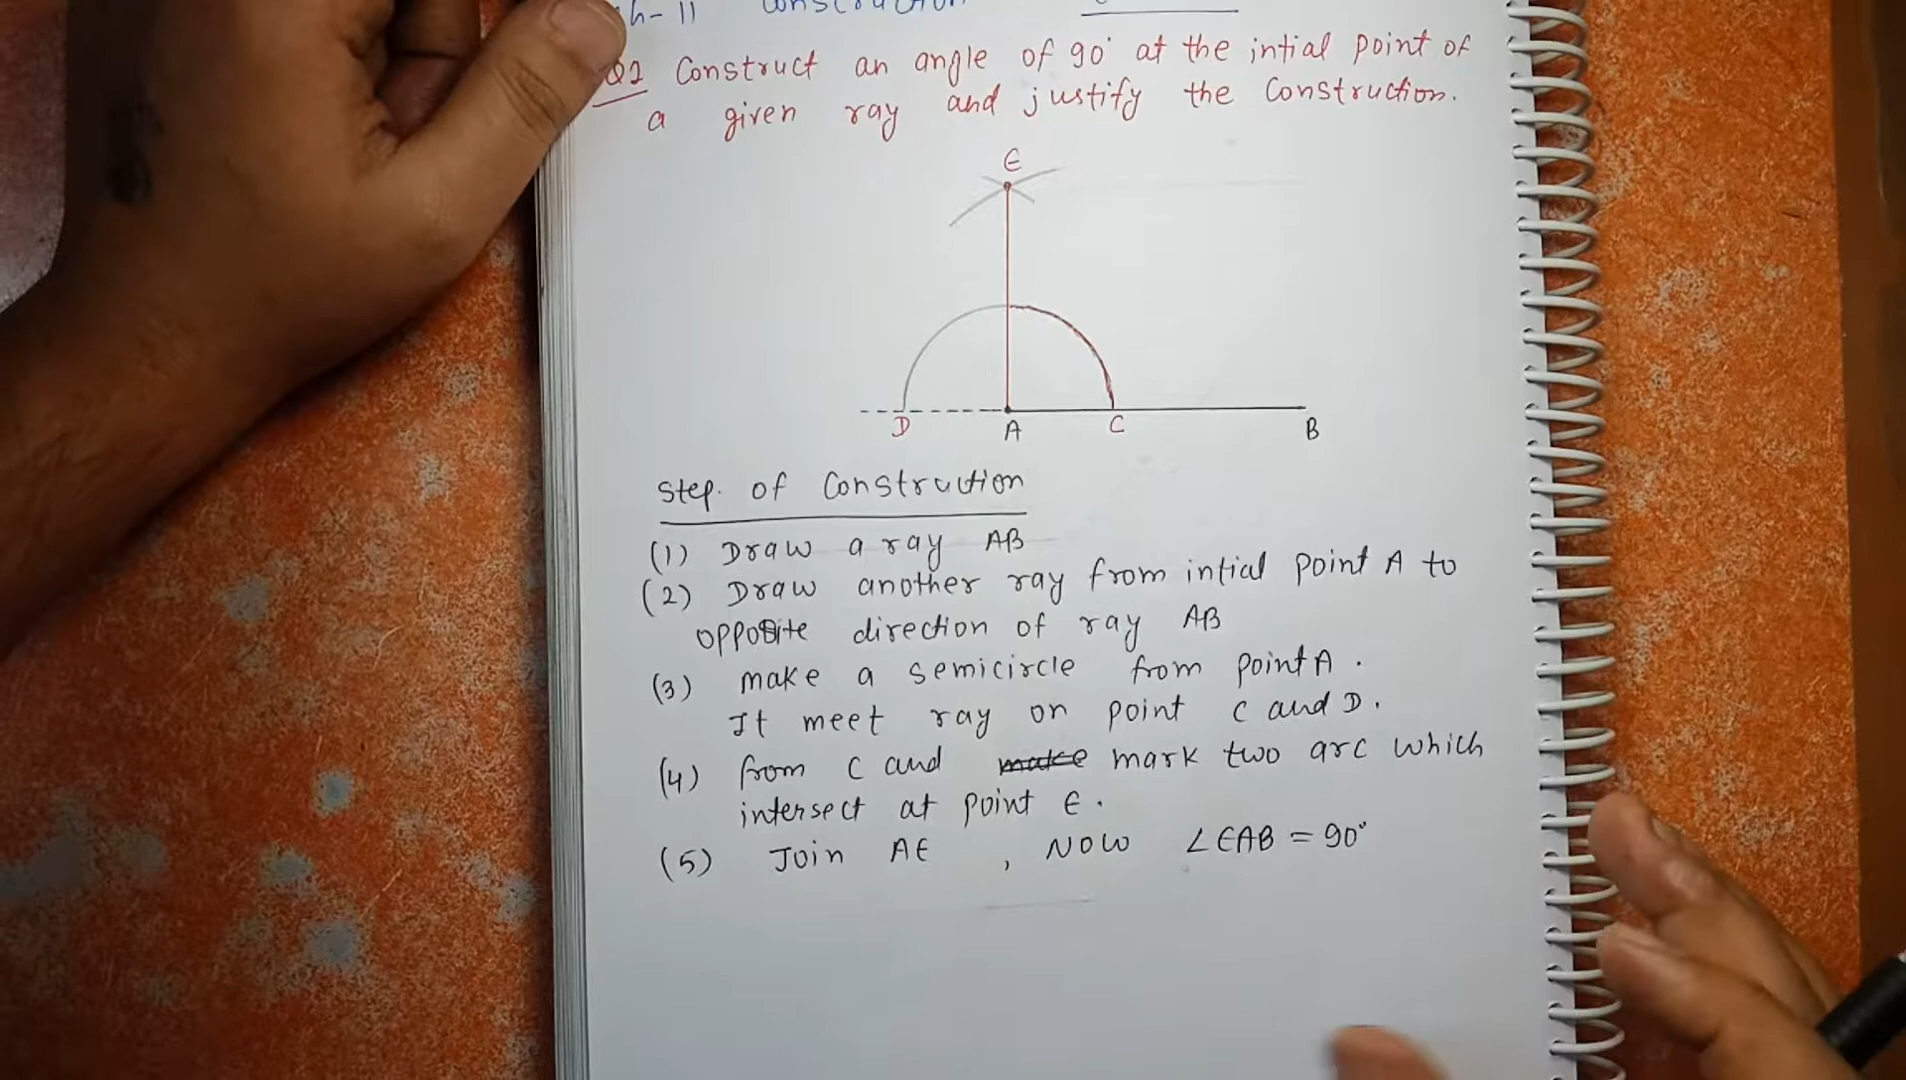 h-11 Construction
Q1 Construct an angle of 90° at the intial point of
a given ray and justify the Construction.
E
D A C B
Step. of Construction
(1) Draw a ray AB
(2) Draw another ray from intial point A to
opposite direction of ray AB
(3) make a semicircle from point A .
It meet ray on point C and D .
(4) from C and make mark two arc which
intersect at point E .
(5) Join AE , NOW ∠EAB = 90°